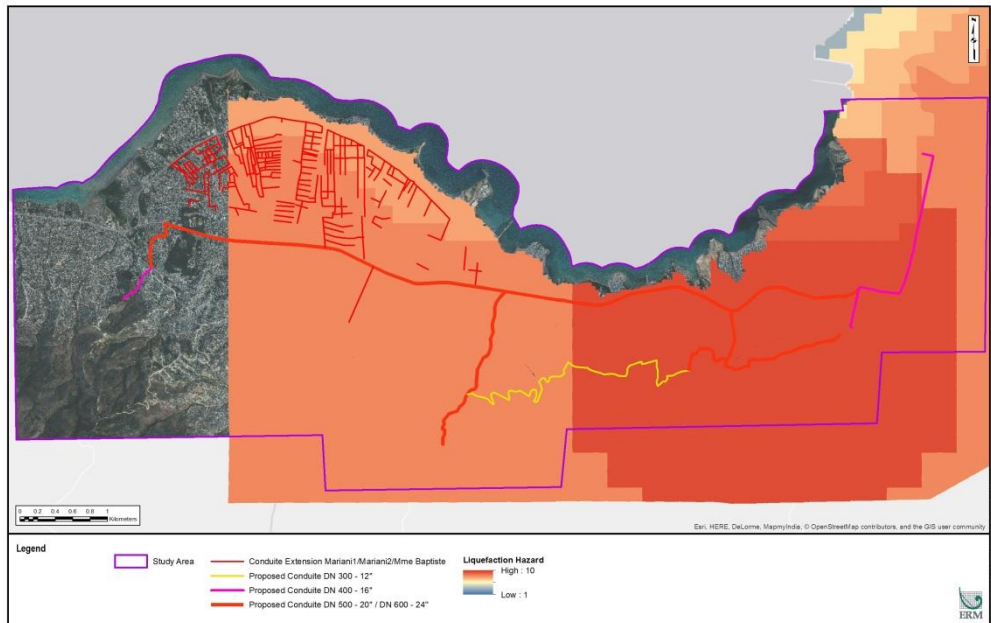 N
Esri, HERE, DeLorme, MapmyIndia, © OpenStreetMap contributors, and the GIS user community
0 0.2 0.4 0.6 0.8 1
Kilometers
Legend
Study Area
Conduite Extension Mariani1/Mariani2/Mme Baptiste
Proposed Conduite DN 300 - 12"
Proposed Conduite DN 400 - 16"
Proposed Conduite DN 500 - 20" / DN 600 - 24"
Liquefaction Hazard
High : 10
Low : 1
ERM